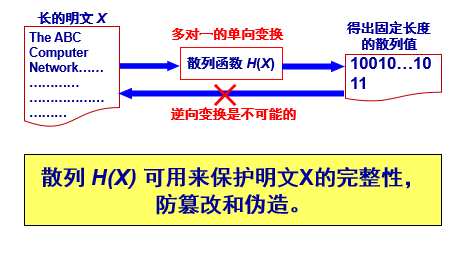 长的明文 X
The ABC
Computer
Network……
…………
………………
………
多对一的单向变换
散列函数 H(X)
逆向变换是不可能的
得出固定长度
的散列值
10010…10
11
散列 H(X) 可用来保护明文X的完整性，
防篡改和伪造。